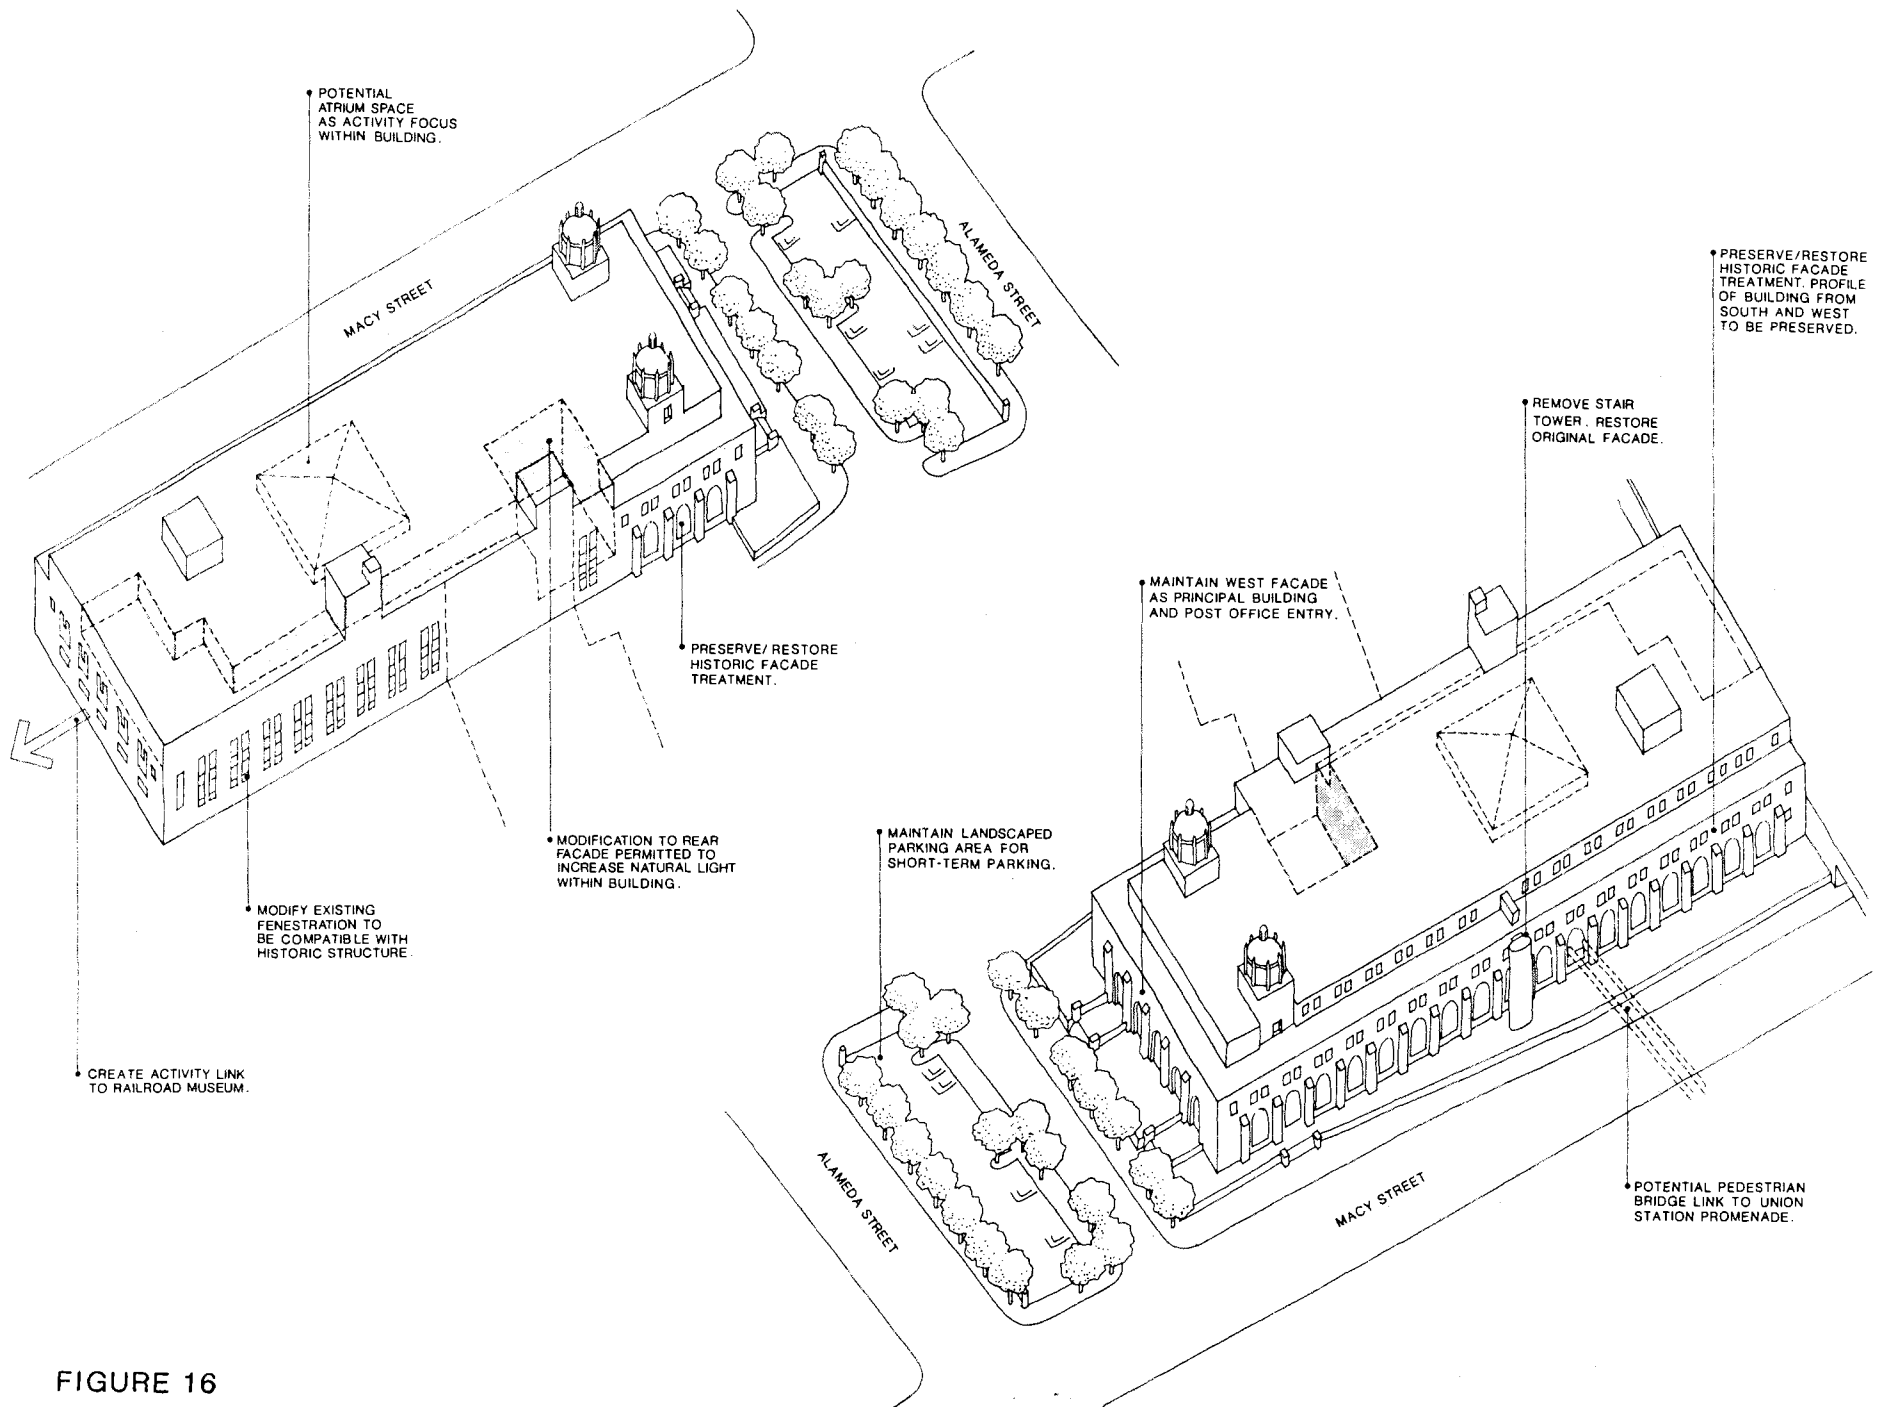 POTENTIAL
ATRIUM SPACE
AS ACTIVITY FOCUS
WITHIN BUILDING.
MACY STREET
ALAMEDA STREET
PRESERVE/RESTORE
HISTORIC FACADE
TREATMENT. PROFILE
OF BUILDING FROM
SOUTH AND WEST
TO BE PRESERVED.
REMOVE STAIR
TOWER. RESTORE
ORIGINAL FACADE.
MAINTAIN WEST FACADE
AS PRINCIPAL BUILDING
AND POST OFFICE ENTRY.
PRESERVE/RESTORE
HISTORIC FACADE
TREATMENT.
MODIFICATION TO REAR
FACADE PERMITTED TO
INCREASE NATURAL LIGHT
WITHIN BUILDING.
MAINTAIN LANDSCAPED
PARKING AREA FOR
SHORT-TERM PARKING.
MODIFY EXISTING
FENESTRATION TO
BE COMPATIBLE WITH
HISTORIC STRUCTURE.
CREATE ACTIVITY LINK
TO RAILROAD MUSEUM.
ALAMEDA STREET
MACY STREET
POTENTIAL PEDESTRIAN
BRIDGE LINK TO UNION
STATION PROMENADE.
FIGURE 16